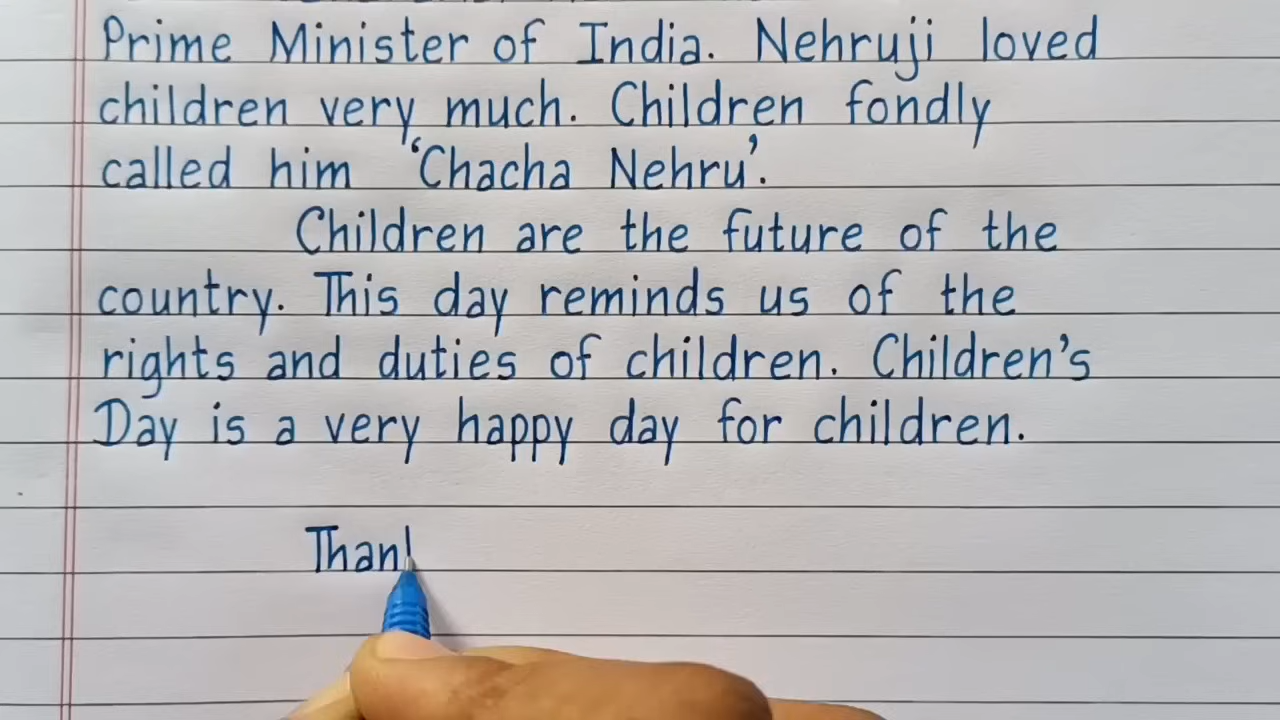 Prime Minister of India. Nehruji loved
children very much. Children fondly
called him ‘Chacha Nehru’.
Children are the future of the
country. This day reminds us of the
rights and duties of children. Children’s
Day is a very happy day for children.